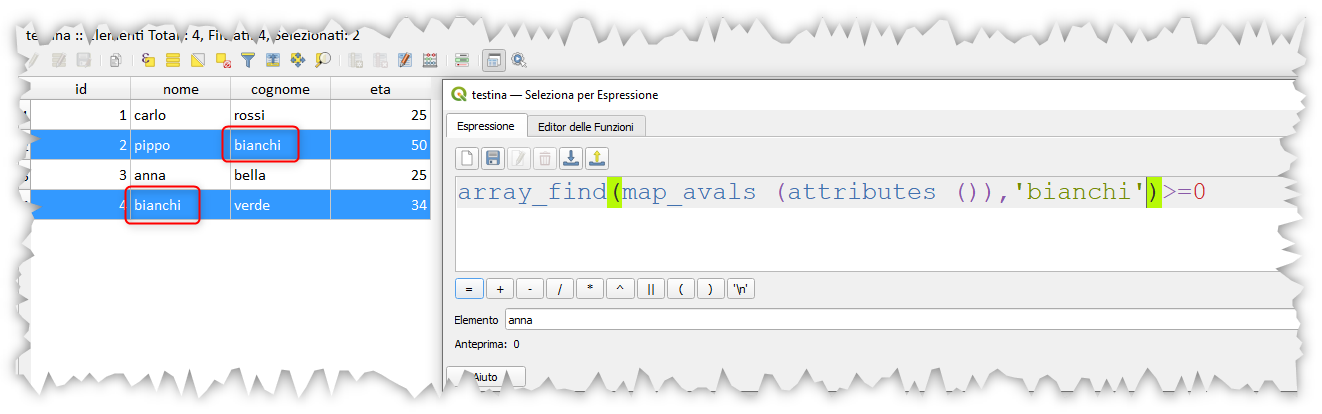 testina :: Elementi Totali: 4, Filtrati: 4, Selezionati: 2
id nome cognome eta
1 carlo rossi 25
2 pippo bianchi 50
3 anna bella 25
4 bianchi verde 34
testina — Seleziona per Espressione
Espressione Editor delle Funzioni
array_find(map_avals (attributes ()),'bianchi')>=0
= + - / * ^ || ( ) '\n'
Elemento anna
Anteprima: 0
Aiuto